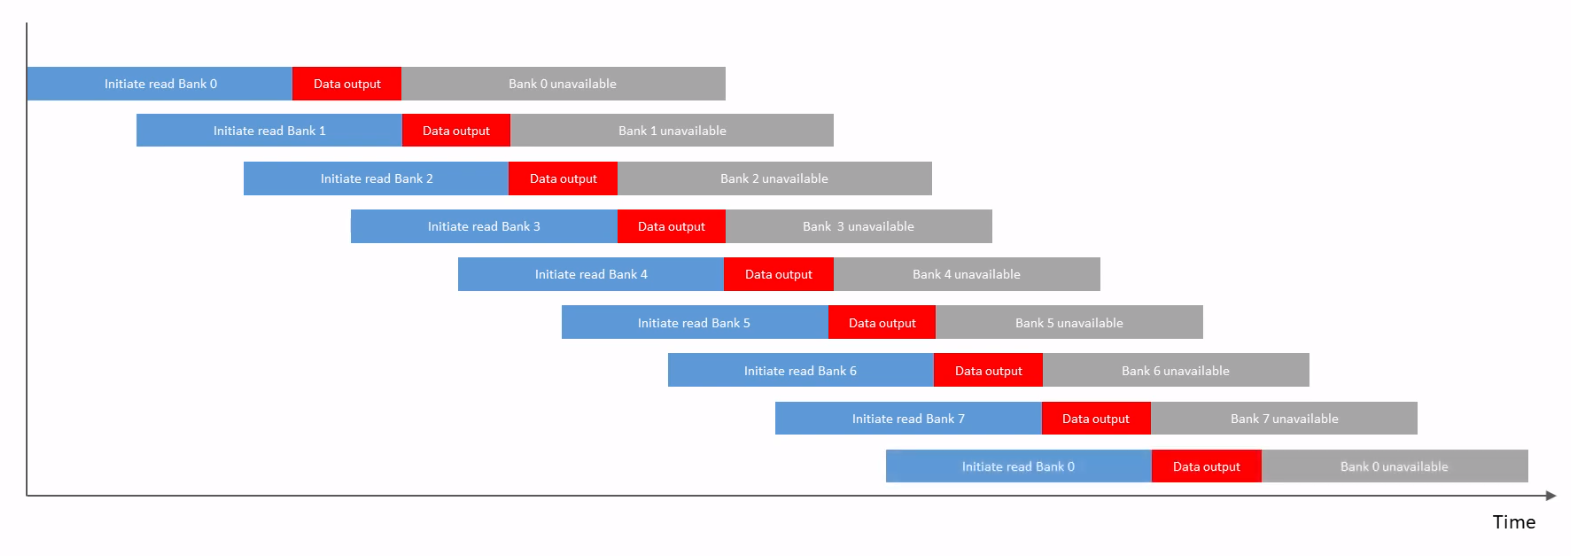 Initiate read Bank 0 Data output Bank 0 unavailable
Initiate read Bank 1 Data output Bank 1 unavailable
Initiate read Bank 2 Data output Bank 2 unavailable
Initiate read Bank 3 Data output Bank  3 unavailable
Initiate read Bank 4 Data output Bank 4 unavailable
Initiate read Bank 5 Data output Bank 5 unavailable
Initiate read Bank 6 Data output Bank 6 unavailable
Initiate read Bank 7 Data output Bank 7 unavailable
Initiate read Bank 0 Data output Bank 0 unavailable
Time